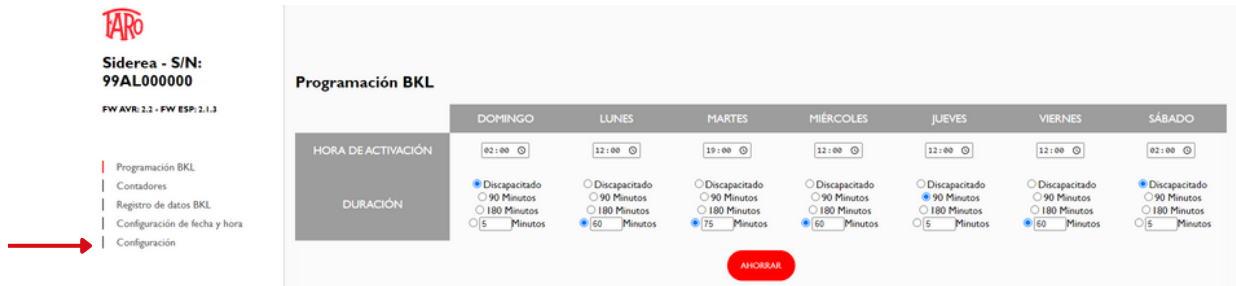 FARO
Siderea - S/N:
99AL000000
FW AVR: 2.2 - FW ESP: 2.1.3
Programación BKL
Contadores
Registro de datos BKL
Configuración de fecha y hora
Configuración
Programación BKL
DOMINGO LUNES MARTES MIÉRCOLES JUEVES VIERNES SÁBADO
HORA DE ACTIVACIÓN 02:00 12:00 19:00 12:00 12:00 12:00 02:00
DURACIÓN
Discapacitado Discapacitado Discapacitado Discapacitado Discapacitado Discapacitado Discapacitado
90 Minutos 90 Minutos 90 Minutos 90 Minutos 90 Minutos 90 Minutos 90 Minutos
180 Minutos 180 Minutos 180 Minutos 180 Minutos 180 Minutos 180 Minutos 180 Minutos
5 Minutos 60 Minutos 75 Minutos 60 Minutos 5 Minutos 60 Minutos 5 Minutos
AHORRAR